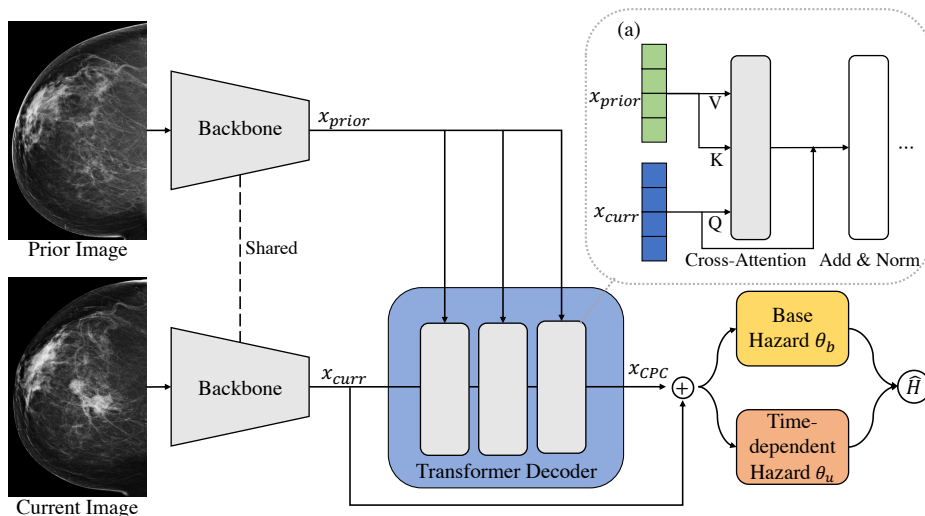 (a)
x_prior
V
K
x_curr
Q
Cross-Attention
Add & Norm
...
Backbone
x_prior
Prior Image
Shared
Backbone
x_curr
Transformer Decoder
x_CPC
+
Base
Hazard θ_b
Time-
dependent
Hazard θ_u
Ĥ
Current Image